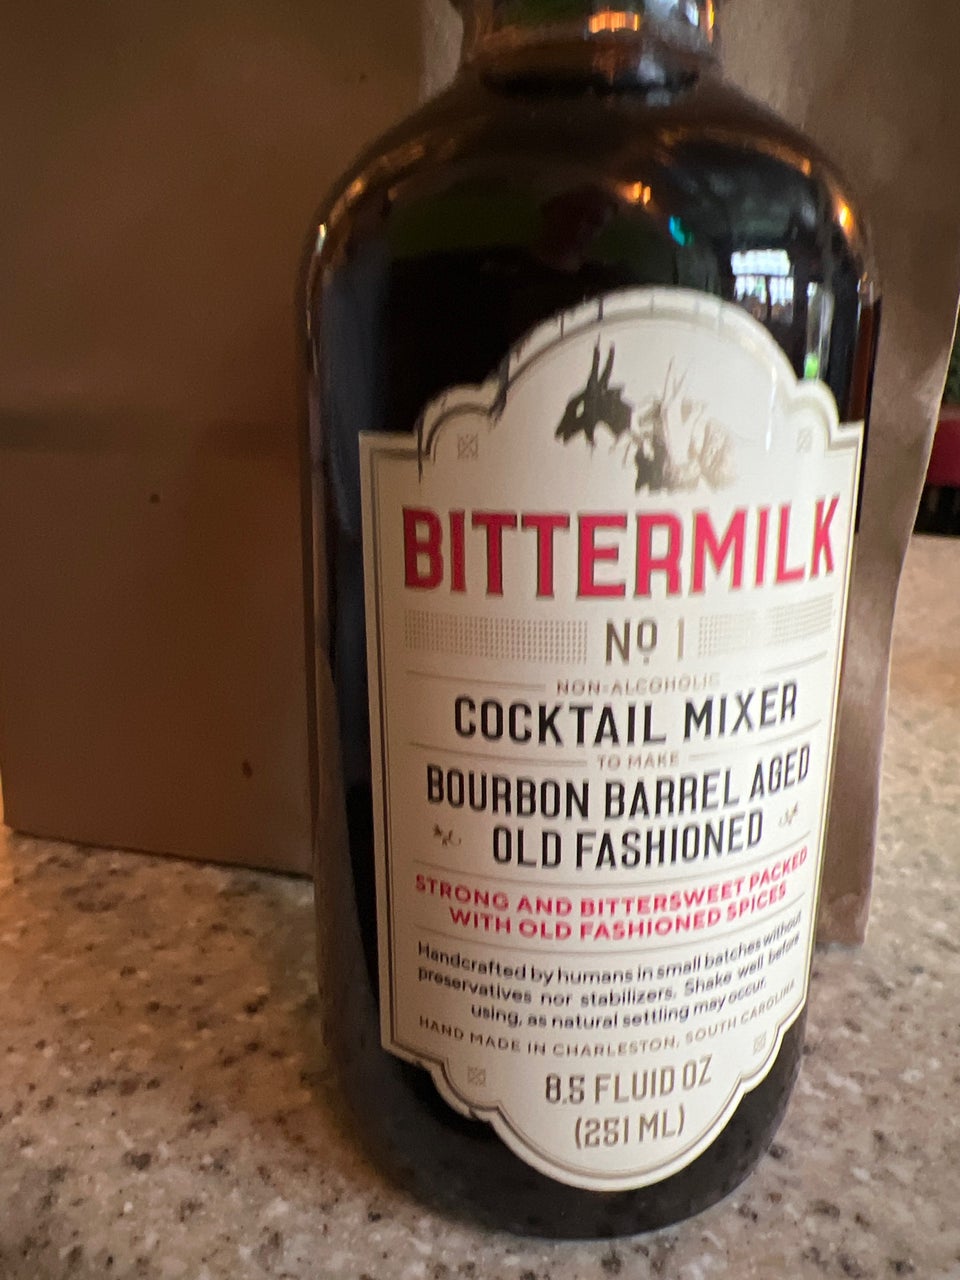 BITTERMILK
Nº 1
NON-ALCOHOLIC
COCKTAIL MIXER
TO MAKE
BOURBON BARREL AGED
OLD FASHIONED
STRONG AND BITTERSWEET PACKED
WITH OLD FASHIONED SPICES
Handcrafted by humans in small batches without
preservatives nor stabilizers. Shake well before
using, as natural settling may occur.
HAND MADE IN CHARLESTON, SOUTH CAROLINA
8.5 FLUID OZ
(251 ML)